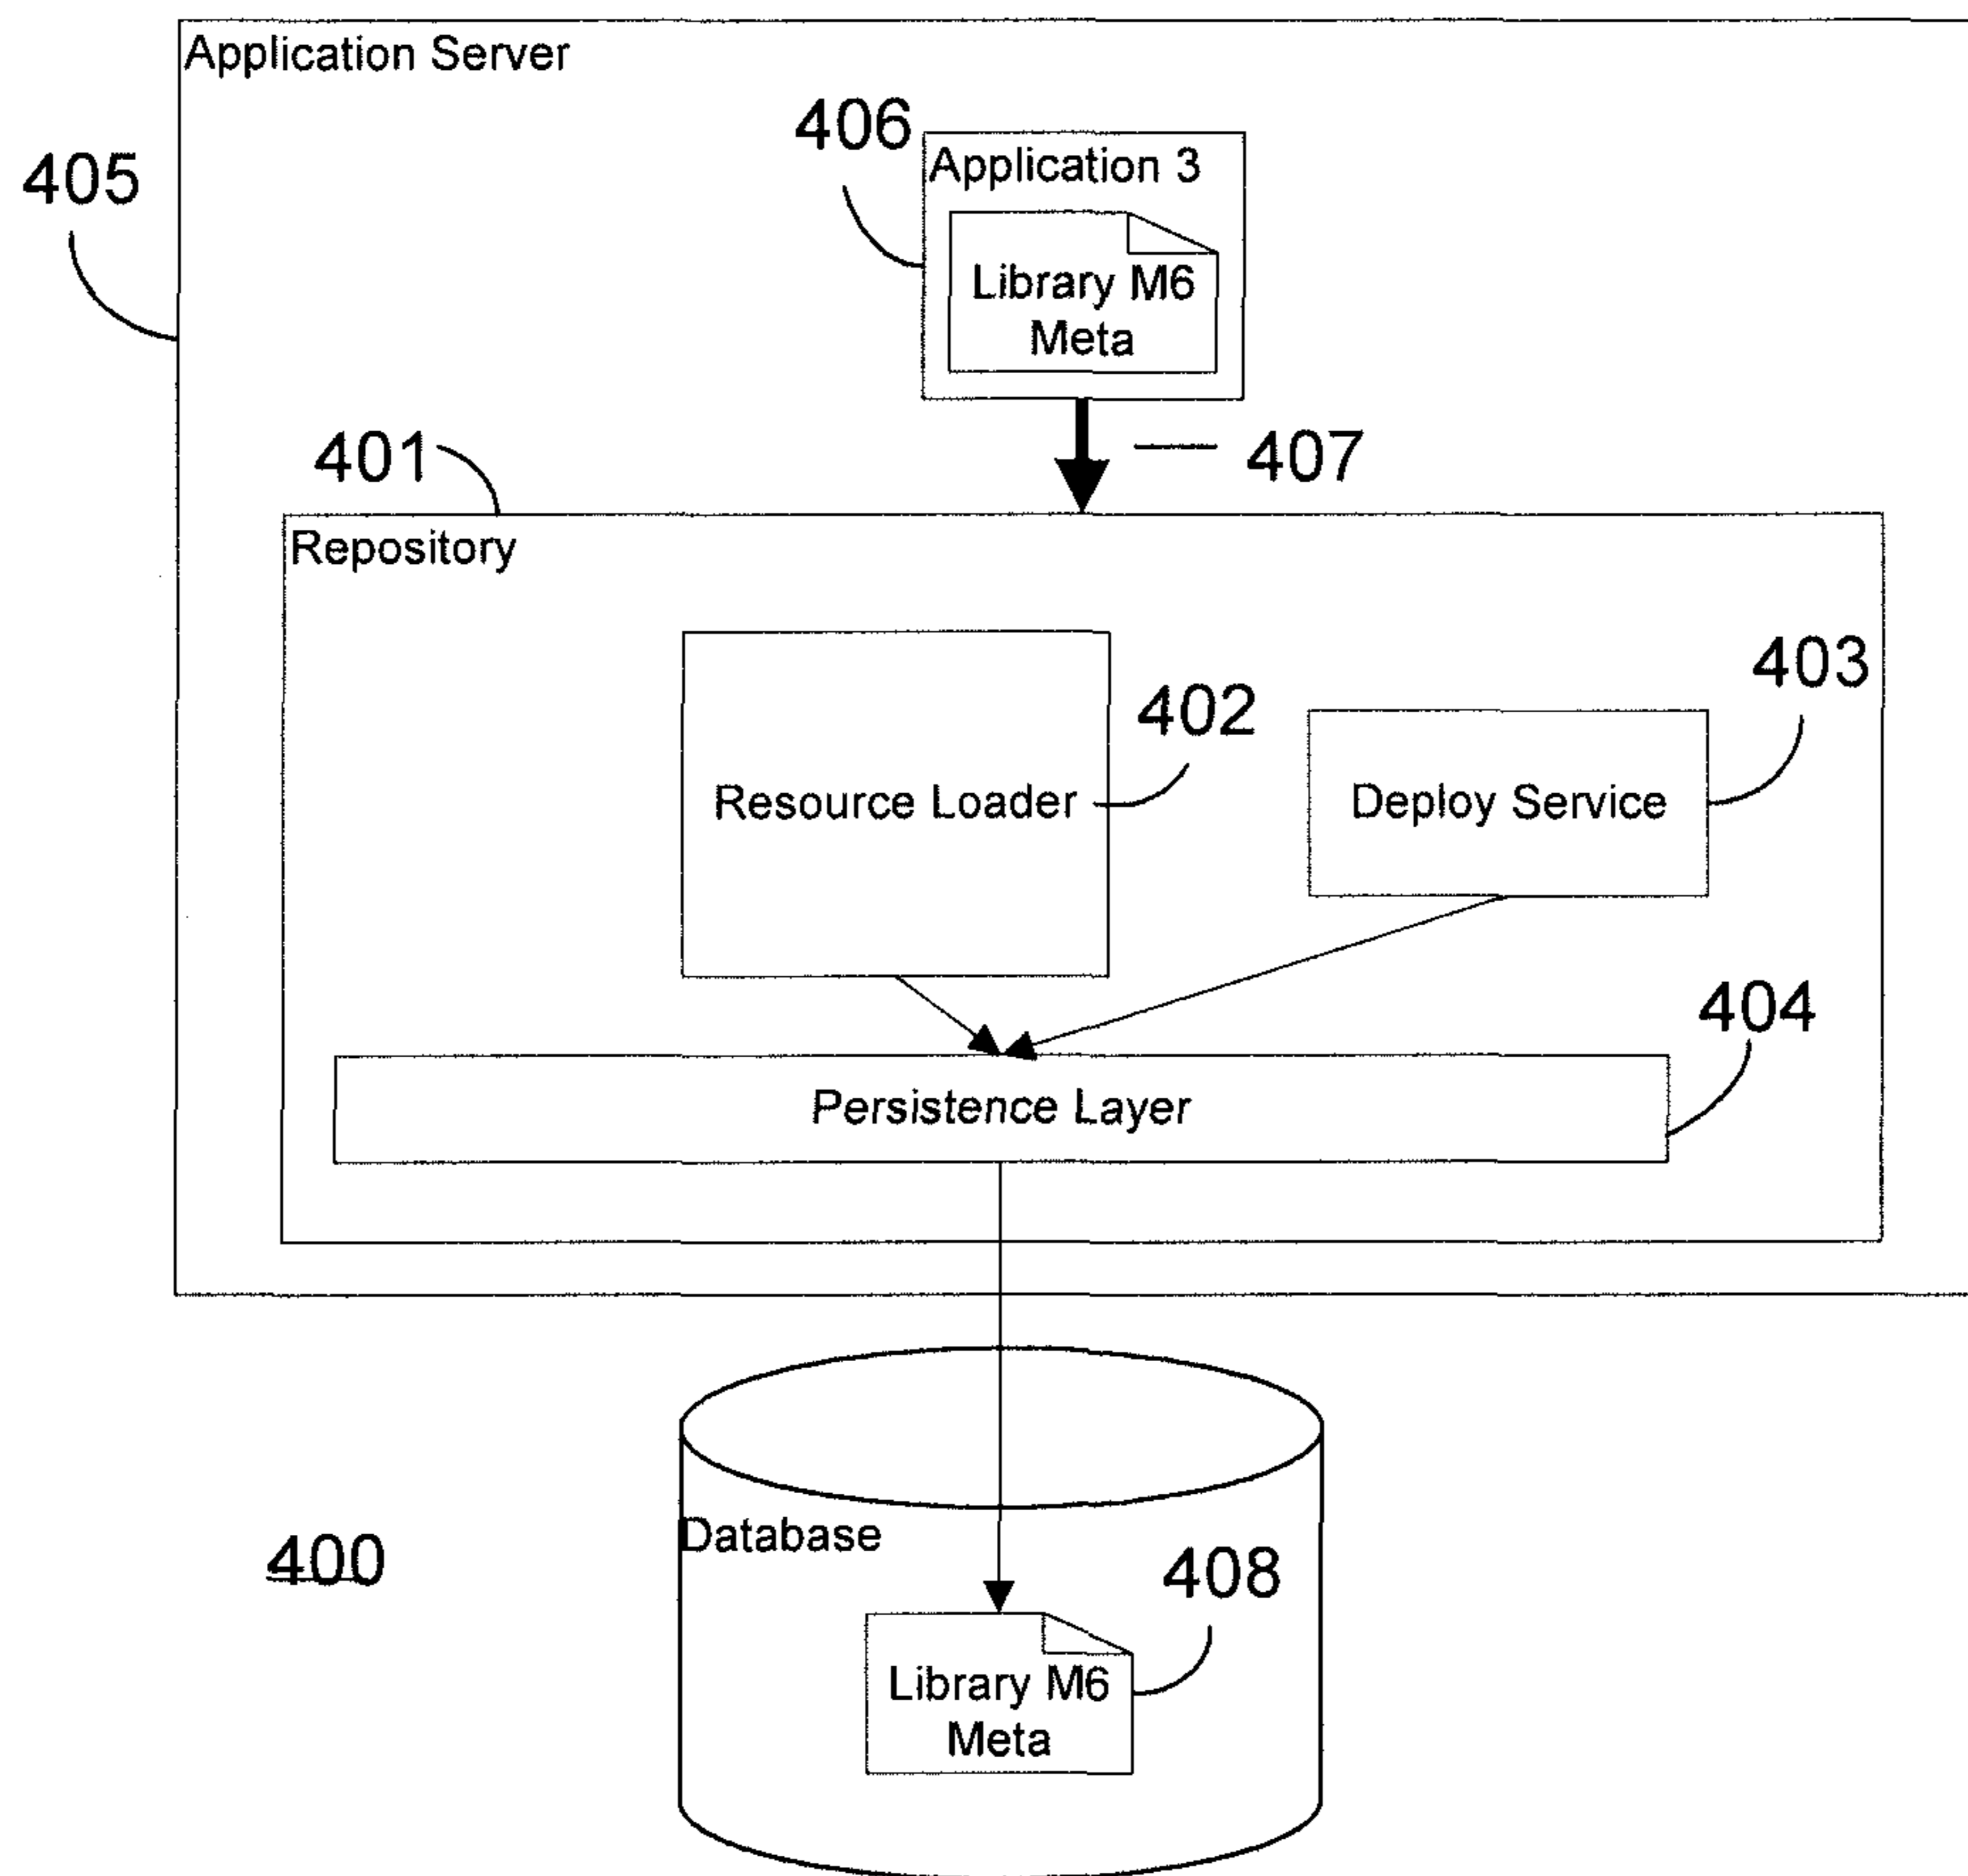 Application Server
406
Application 3
405
Library M6
Meta
401
407
Repository
403
402
Resource Loader
Deploy Service
404
Persistence Layer
Database
400
408
Library M6
Meta